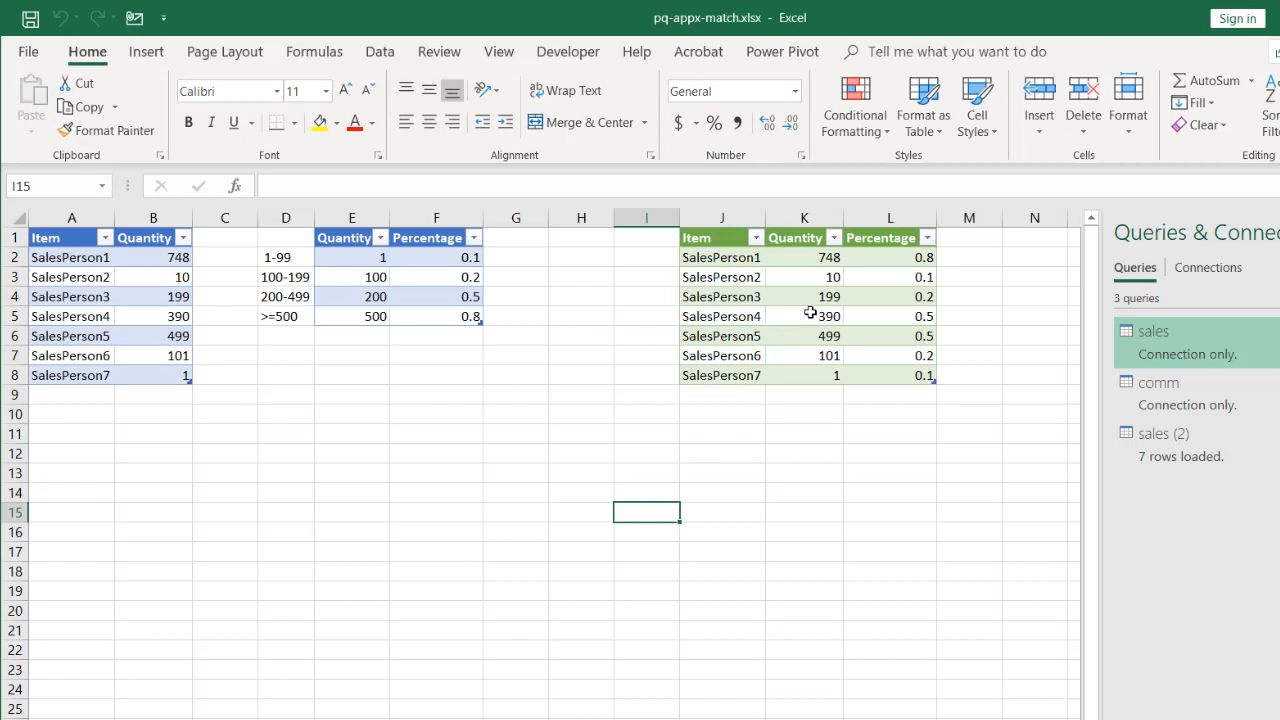 pq-appx-match.xlsx - Excel
Sign in
File Home Insert Page Layout Formulas Data Review View Developer Help Acrobat Power Pivot Tell me what you want to do
Paste
Cut
Copy
Format Painter
Clipboard
Calibri 11
B I U
Font
Wrap Text
Merge & Center
Alignment
General
$ % ,
Number
Conditional Formatting
Format as Table
Cell Styles
Styles
Insert
Delete
Format
Cells
AutoSum
Fill
Clear
Editing
I15
fx
A B C D E F G H I J K L M N
1 Item Quantity Quantity Percentage Item Quantity Percentage
2 SalesPerson1 748 1-99 1 0.1 SalesPerson1 748 0.8
3 SalesPerson2 10 100-199 100 0.2 SalesPerson2 10 0.1
4 SalesPerson3 199 200-499 200 0.5 SalesPerson3 199 0.2
5 SalesPerson4 390 >=500 500 0.8 SalesPerson4 390 0.5
6 SalesPerson5 499 SalesPerson5 499 0.5
7 SalesPerson6 101 SalesPerson6 101 0.2
8 SalesPerson7 1 SalesPerson7 1 0.1
9
10
11
12
13
14
15
16
17
18
19
20
21
22
23
24
25
Queries & Conne
Queries Connections
3 queries
sales
Connection only.
comm
Connection only.
sales (2)
7 rows loaded.